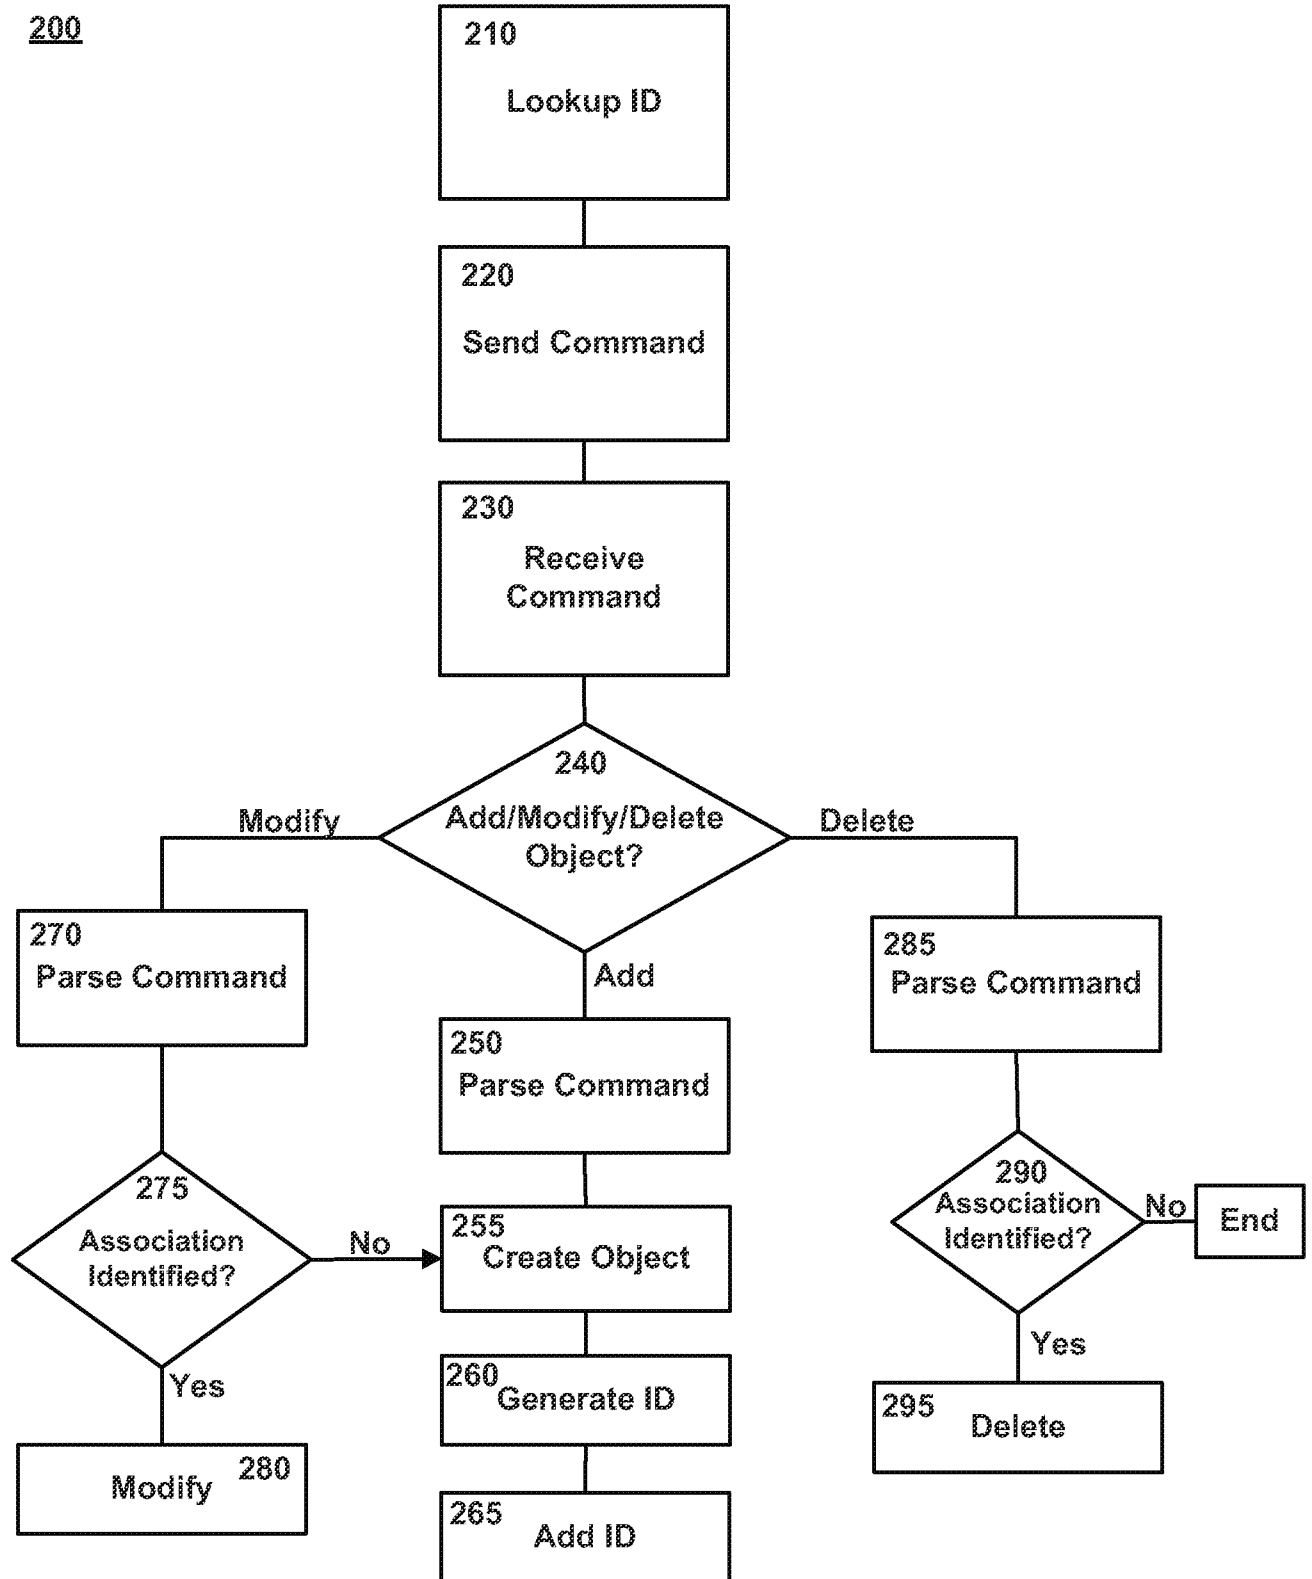 200
210
Lookup ID
220
Send Command
230
Receive
Command
240
Add/Modify/Delete
Object?
Modify
Delete
Add
270
Parse Command
285
Parse Command
250
Parse Command
275
Association
Identified?
No
Yes
290
Association
Identified?
No
End
Yes
255
Create Object
260
Generate ID
265
Add ID
280
Modify
295
Delete